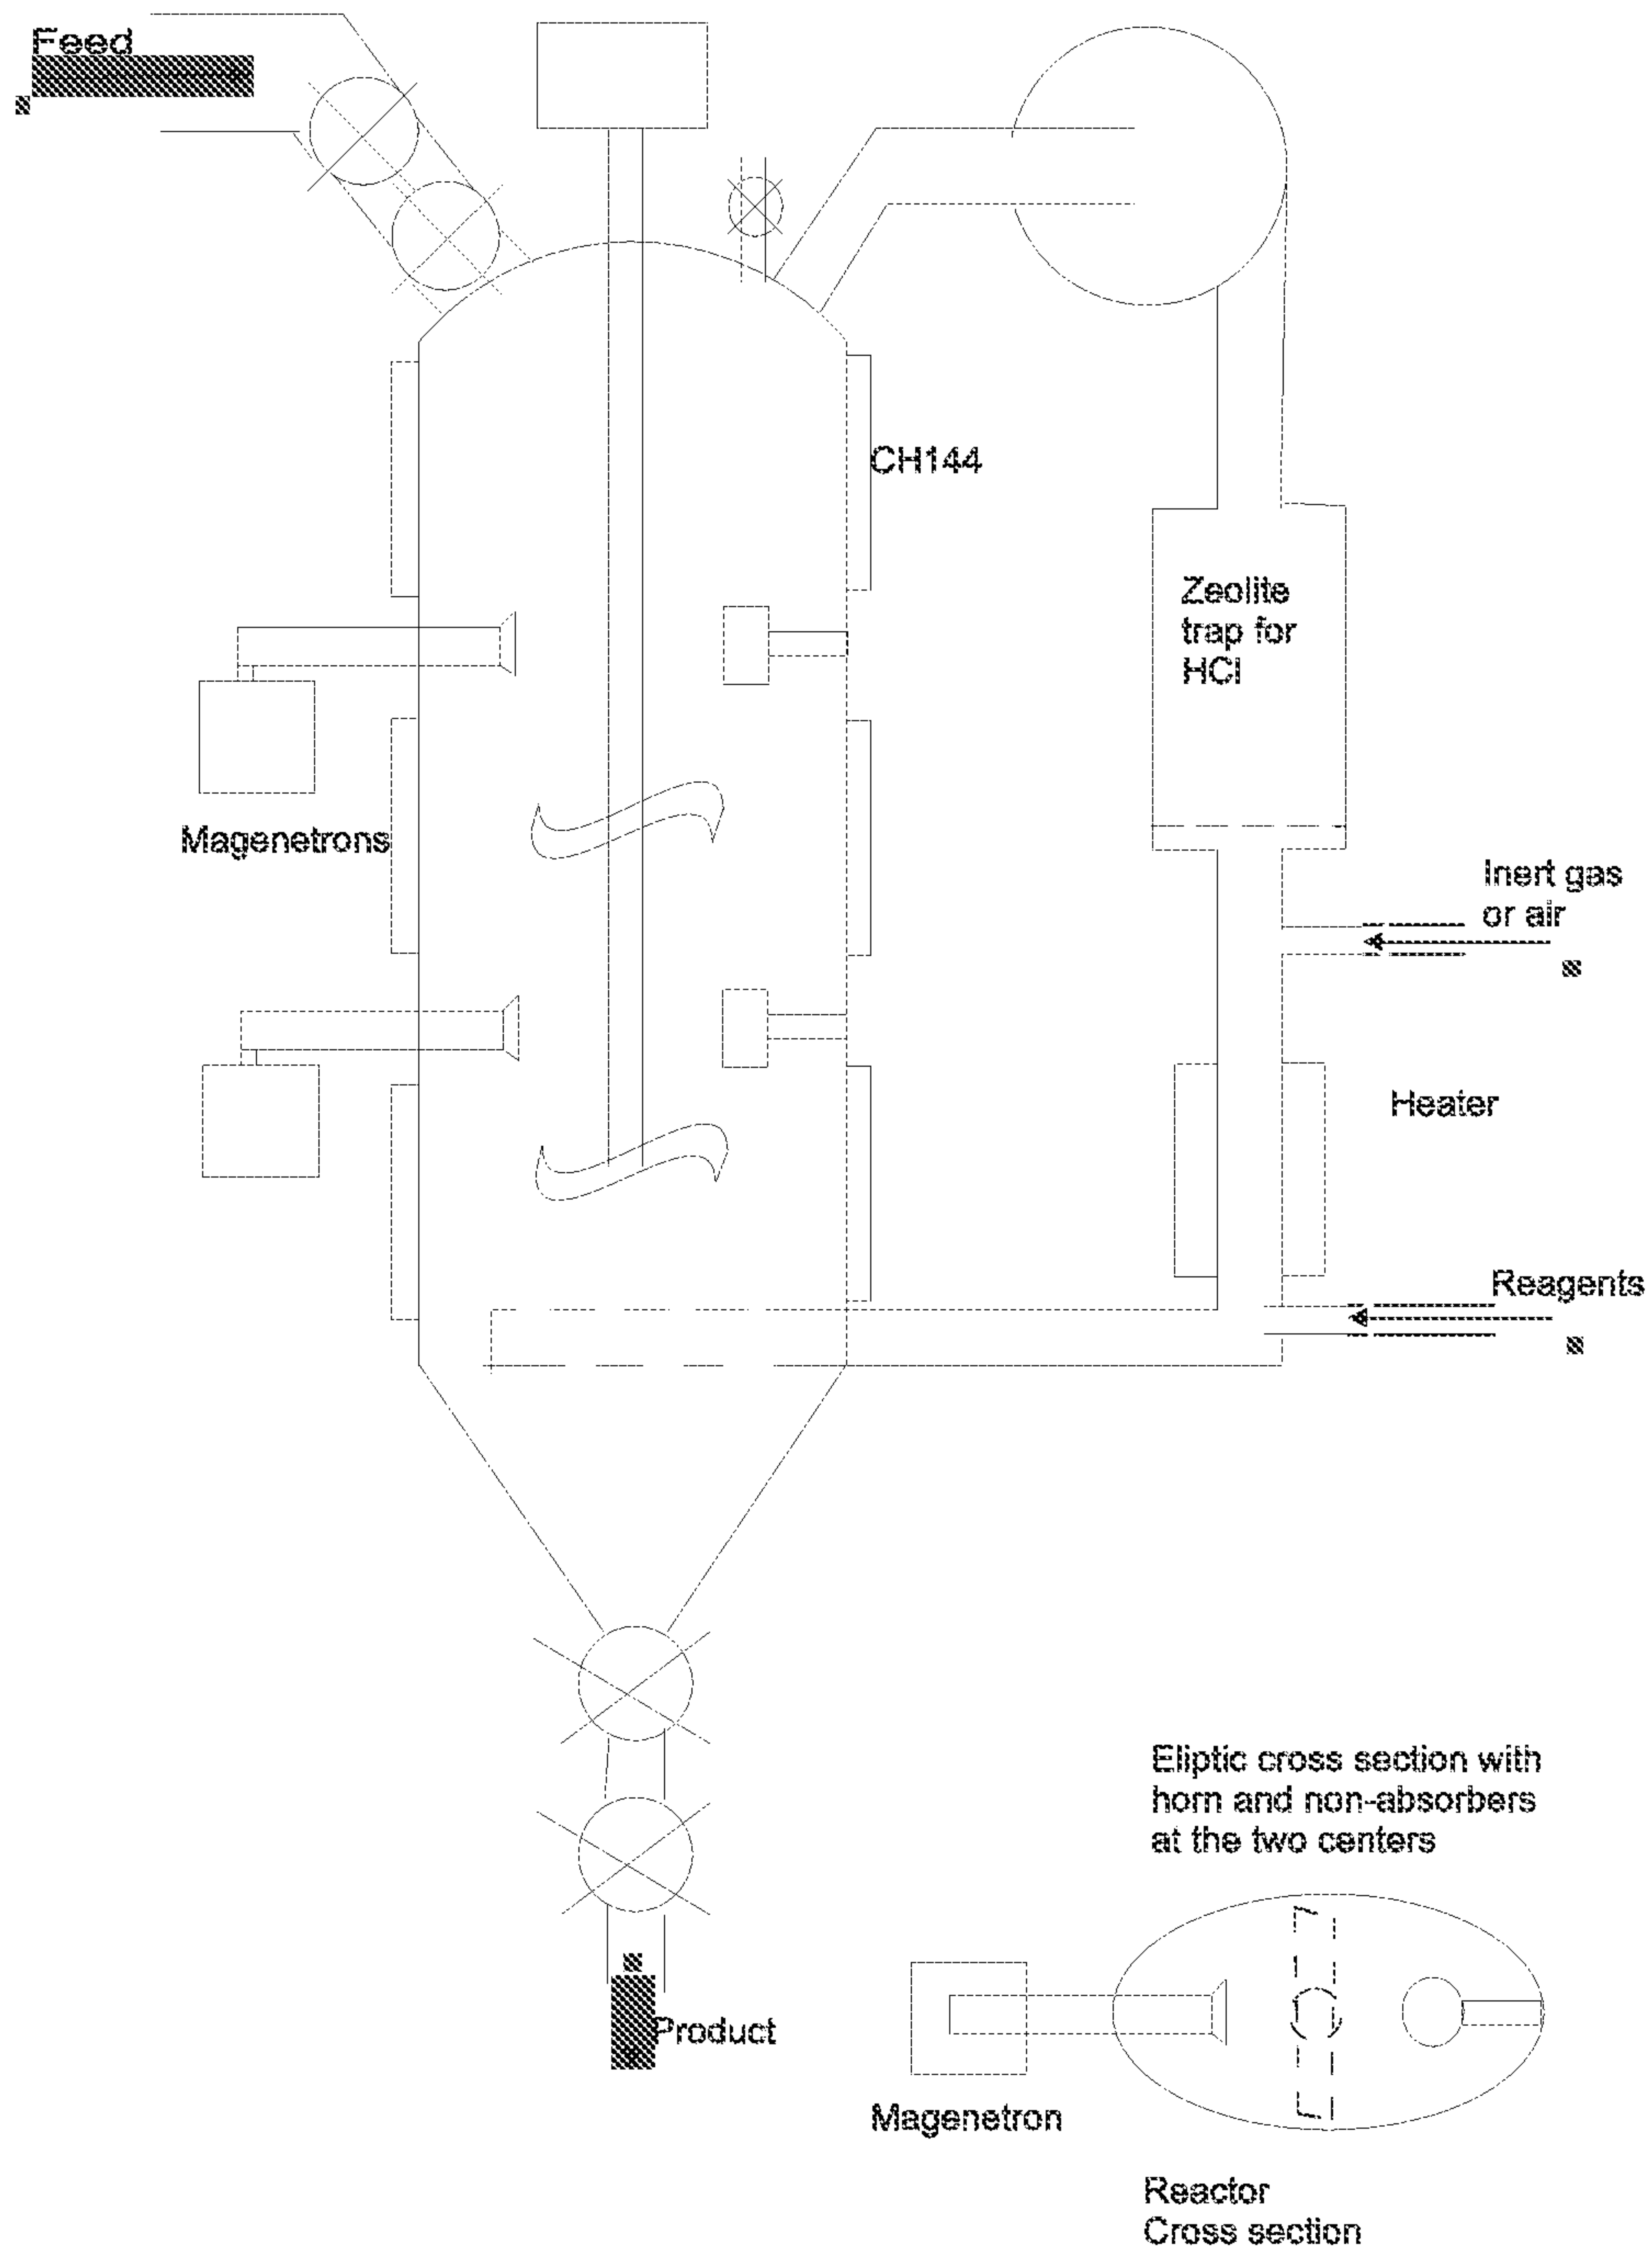 Feed
CH144
Zeolite
trap for
HCl
Magenetrons
Inert gas
or air
Heater
Reagents
Eliptic cross section with
horn and non-absorbers
at the two centers
Product
Magenetron
Reactor
Cross section